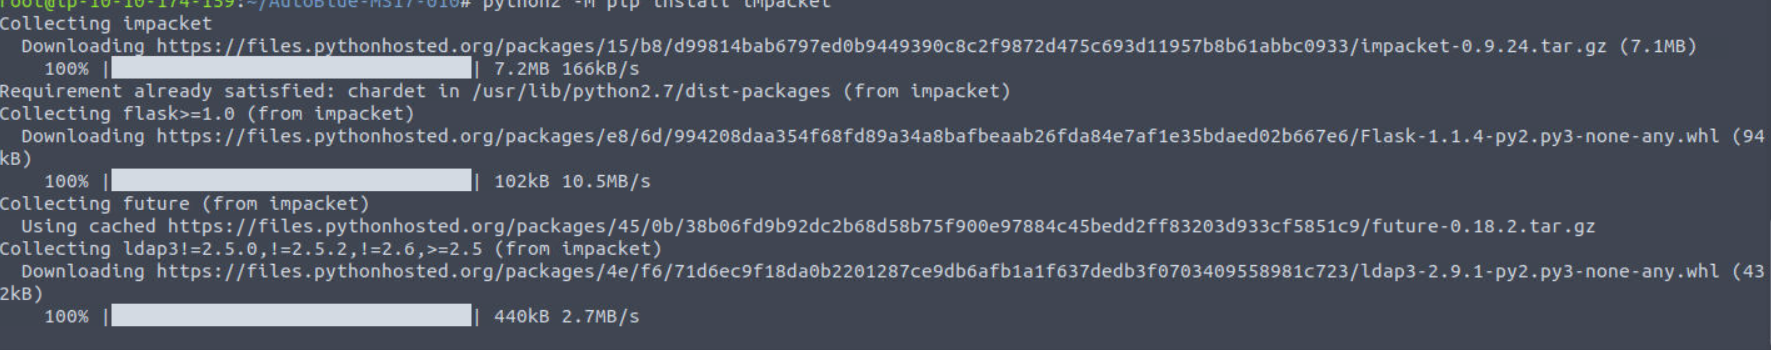 root@ip-10-10-174-159:~/AutoBlue-MS17-010# python2 -m pip install impacket
Collecting impacket
  Downloading https://files.pythonhosted.org/packages/15/b8/d99814bab6797ed0b9449390c8c2f9872d475c693d11957b8b61abbc0933/impacket-0.9.24.tar.gz (7.1MB)
    100% || 7.2MB 166kB/s
Requirement already satisfied: chardet in /usr/lib/python2.7/dist-packages (from impacket)
Collecting flask>=1.0 (from impacket)
  Downloading https://files.pythonhosted.org/packages/e8/6d/994208daa354f68fd89a34a8bafbeaab26fda84e7af1e35bdaed02b667e6/Flask-1.1.4-py2.py3-none-any.whl (94
kB)
    100% || 102kB 10.5MB/s
Collecting future (from impacket)
  Using cached https://files.pythonhosted.org/packages/45/0b/38b06fd9b92dc2b68d58b75f900e97884c45bedd2ff83203d933cf5851c9/future-0.18.2.tar.gz
Collecting ldap3!=2.5.0,!=2.5.2,!=2.6,>=2.5 (from impacket)
  Downloading https://files.pythonhosted.org/packages/4e/f6/71d6ec9f18da0b2201287ce9db6afb1a1f637dedb3f0703409558981c723/ldap3-2.9.1-py2.py3-none-any.whl (43
2kB)
    100% || 440kB 2.7MB/s